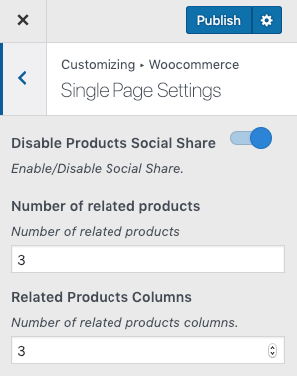 Publish
Customizing ▸ Woocommerce
Single Page Settings
Disable Products Social Share
Enable/Disable Social Share.
Number of related products
Number of related products
3
Related Products Columns
Number of related products columns.
3